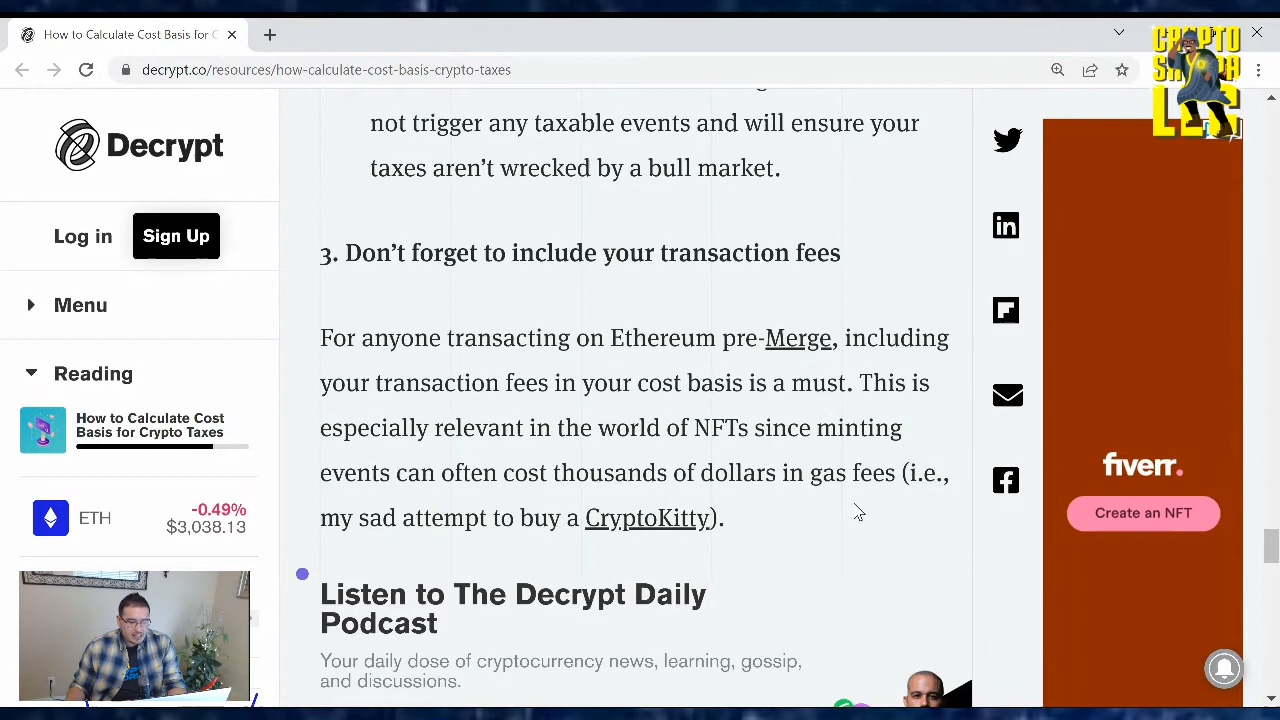 How to Calculate Cost Basis for C
decrypt.co/resources/how-calculate-cost-basis-crypto-taxes
CRYPTO
Decrypt
Log in
Sign Up
Menu
Reading
How to Calculate Cost
Basis for Crypto Taxes
ETH
-0.49%
$3,038.13
not trigger any taxable events and will ensure your
taxes aren’t wrecked by a bull market.
3. Don’t forget to include your transaction fees
For anyone transacting on Ethereum pre-Merge, including
your transaction fees in your cost basis is a must. This is
especially relevant in the world of NFTs since minting
events can often cost thousands of dollars in gas fees (i.e.,
my sad attempt to buy a CryptoKitty).
Listen to The Decrypt Daily
Podcast
Your daily dose of cryptocurrency news, learning, gossip,
and discussions.
fiverr.
Create an NFT